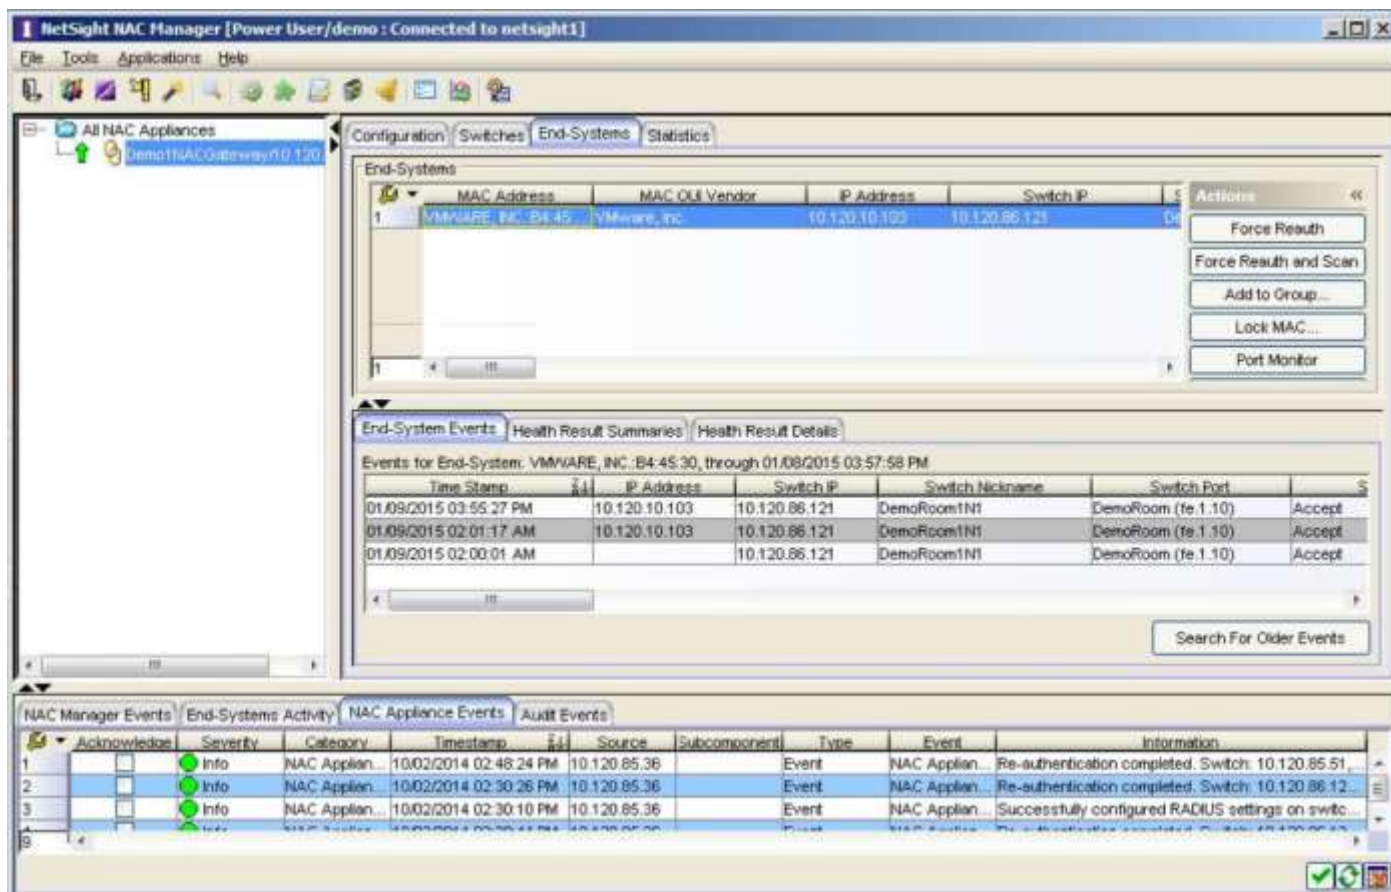 NetSight NAC Manager [Power User/demo : Connected to netsight1]
File Tools Applications Help
All NAC Appliances
Demo1NACGateway/10.120
Configuration Switches End-Systems Statistics
End-Systems
MAC Address MAC OUI Vendor IP Address Switch IP S
1 VMWARE, INC.:B4:45... VMware, Inc. 10.120.10.103 10.120.86.121 De
1
Actions «
Force Reauth
Force Reauth and Scan
Add to Group...
Lock MAC...
Port Monitor
End-System Events Health Result Summaries Health Result Details
Events for End-System: VMWARE, INC.:B4:45:30, through 01/08/2015 03:57:58 PM
Time Stamp IP Address Switch IP Switch Nickname Switch Port S
01/09/2015 03:55:27 PM 10.120.10.103 10.120.86.121 DemoRoom1N1 DemoRoom (fe.1.10) Accept
01/09/2015 02:01:17 AM 10.120.10.103 10.120.86.121 DemoRoom1N1 DemoRoom (fe.1.10) Accept
01/09/2015 02:00:01 AM 10.120.86.121 DemoRoom1N1 DemoRoom (fe.1.10) Accept
Search For Older Events
NAC Manager Events End-Systems Activity NAC Appliance Events Audit Events
Acknowledge Severity Category Timestamp Source Subcomponent Type Event Information
1 Info NAC Applian... 10/02/2014 02:48:24 PM 10.120.85.36 Event NAC Applian... Re-authentication completed. Switch: 10.120.85.51,
2 Info NAC Applian... 10/02/2014 02:30:26 PM 10.120.85.36 Event NAC Applian... Re-authentication completed. Switch: 10.120.86.12...
3 Info NAC Applian... 10/02/2014 02:30:10 PM 10.120.85.36 Event NAC Applian... Successfully configured RADIUS settings on switc...
9